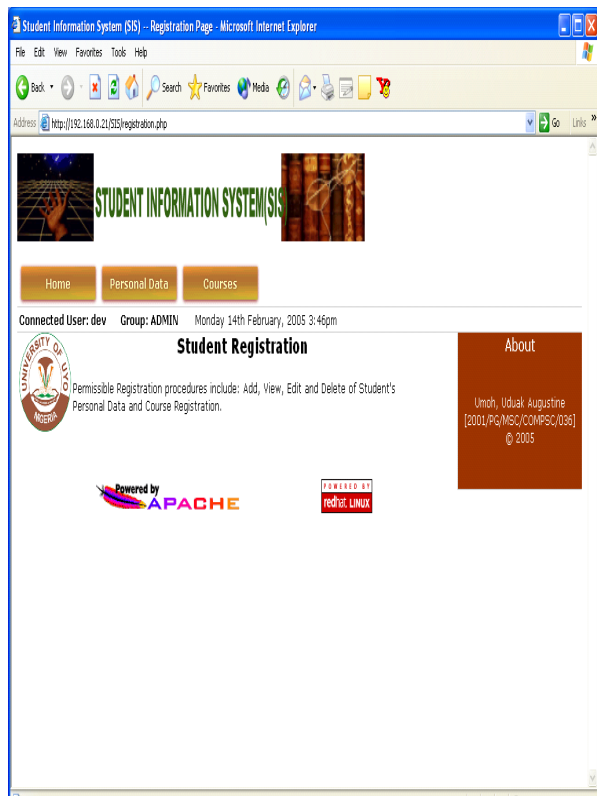 Student Information System (SIS) -- Registration Page - Microsoft Internet Explorer
File Edit View Favorites Tools Help
Back Search Favorites Media
Address http://192.168.0.21/SIS/registration.php Go Links »
STUDENT INFORMATION SYSTEM(SIS)
Home Personal Data Courses
Connected User: dev Group: ADMIN Monday 14th February, 2005 3:46pm
UNIVERSITY OF UYO
NIGERIA
Student Registration
Permissible Registration procedures include: Add, View, Edit and Delete of Student's
Personal Data and Course Registration.
About
Umoh, Uduak Augustine
[2001/PG/MSC/COMPSC/036]
© 2005
Powered by
APACHE
POWERED BY
redhat LINUX